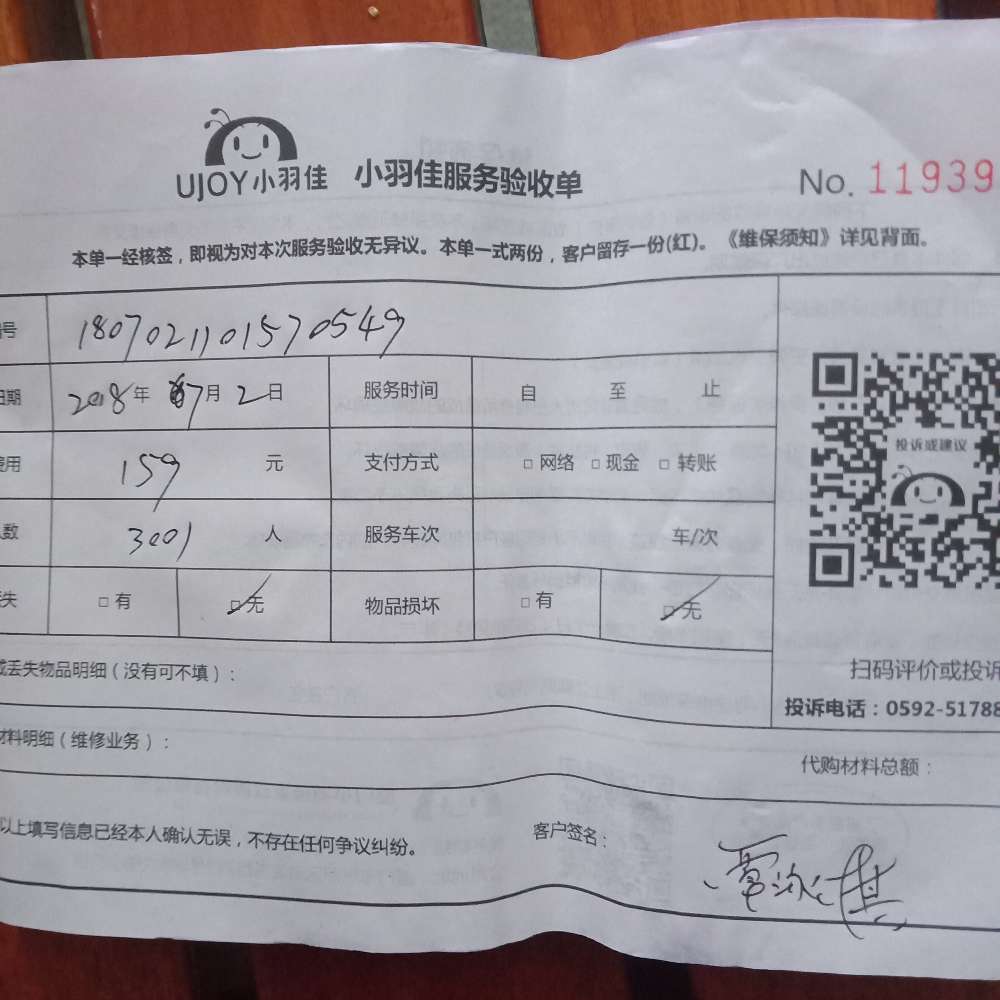 UJOY小羽佳 小羽佳服务验收单 No. 11939
本单一经核签，即视为对本次服务验收无异议。本单一式两份，客户留存一份(红)。《维保须知》详见背面。
号 180702110157 0549
日期 2018年 7月 2日 服务时间 自 至 止
费用 159 元 支付方式 □ 网络 □ 现金 □ 转账
人数 3001 人 服务车次 车/次
失 □ 有 □ 无 物品损坏 □ 有 □ 无
投诉或建议
扫码评价或投诉
投诉电话：0592-51788
或丢失物品明细（没有可不填）：
材料明细（维修业务）：
代购材料总额：
以上填写信息已经本人确认无误，不存在任何争议纠纷。 客户签名：